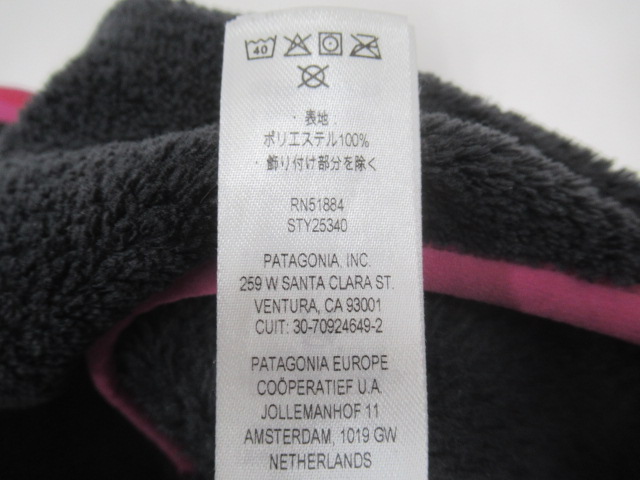 40
・表地
ポリエステル100%
・飾り付け部分を除く
RN51884
STY25340
PATAGONIA, INC.
259 W SANTA CLARA ST.
VENTURA, CA 93001
CUIT: 30-70924649-2
PATAGONIA EUROPE
COÖPERATIEF U.A.
JOLLEMANHOF 11
AMSTERDAM, 1019 GW
NETHERLANDS